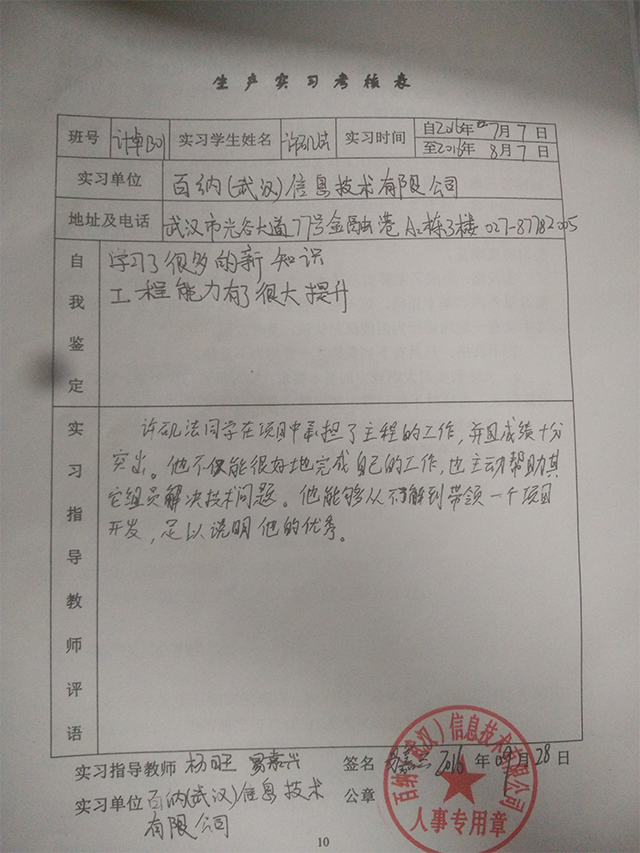 生产实习考核表
班号 计卓1301 实习学生姓名 许矾法 实习时间 自2016年7月7日
至2016年8月7日
实习单位 百纳(武汉)信息技术有限公司
地址及电话 武汉市光谷大道77号金融港A2栋3楼 027-87782005
自我鉴定
学习了很多的新知识
工程能力有了很大提升
实习指导教师评语
许矾法同学在项目中承担了主程的工作,并且成绩十分
突出。他不仅能很好地完成自己的工作,也主动帮助其
它组员解决技术问题。他能够从不了解到带领一个项目
开发,足以说明他的优秀。
实习指导教师 杨旺 签名 2016年09月28日
实习单位 百纳(武汉)信息技术 公章
有限公司
百纳(武汉)信息技术有限公司
人事专用章
10